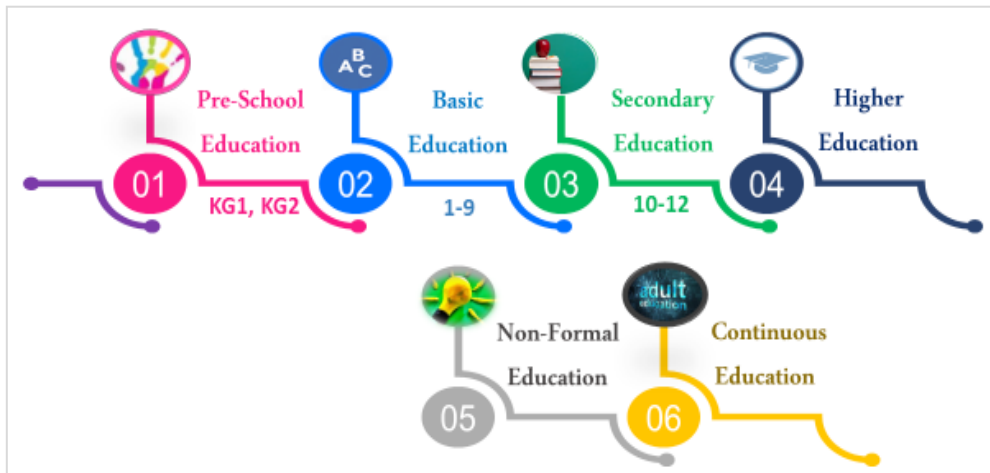 A B C
Pre-School
Education
01
KG1, KG2
Basic
Education
02
1-9
Secondary
Education
03
10-12
Higher
Education
04
Non-Formal
Education
05
adult
education
Continuous
Education
06